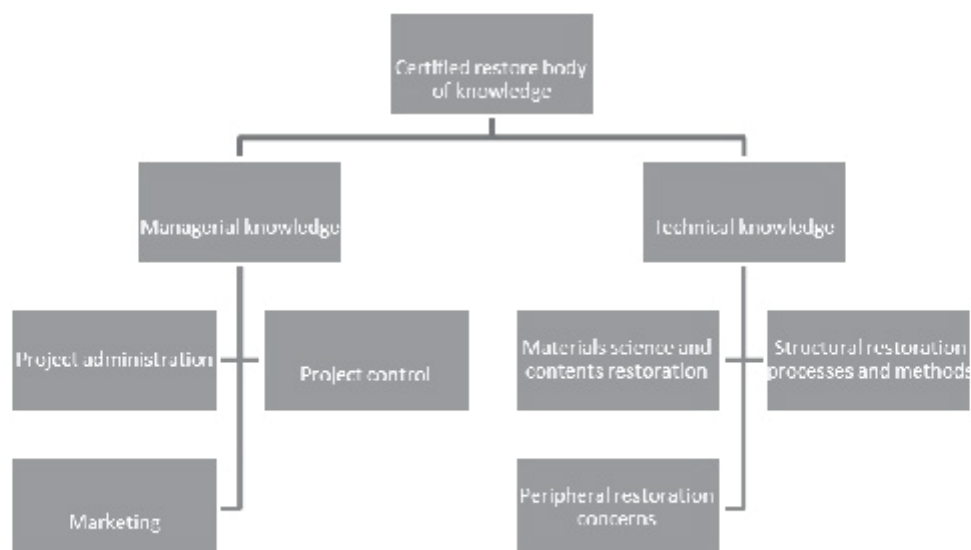 Certified restore body
of knowledge
Managerial knowledge
Technical knowledge
Project administration
Project control
Materials science and
contents restoration
Structural restoration
processes and methods
Marketing
Peripheral restoration
concerns